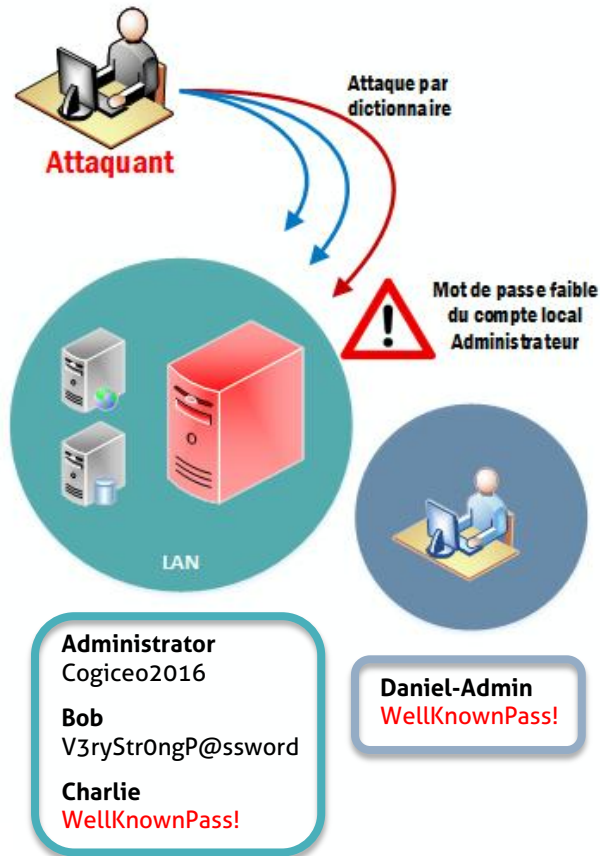 Attaquant
Attaque par
dictionnaire
Mot de passe faible
du compte local
Administrateur
LAN
Administrator
Cogiceo2016
Bob
V3ryStr0ngP@ssword
Charlie
WellKnownPass!
Daniel-Admin
WellKnownPass!